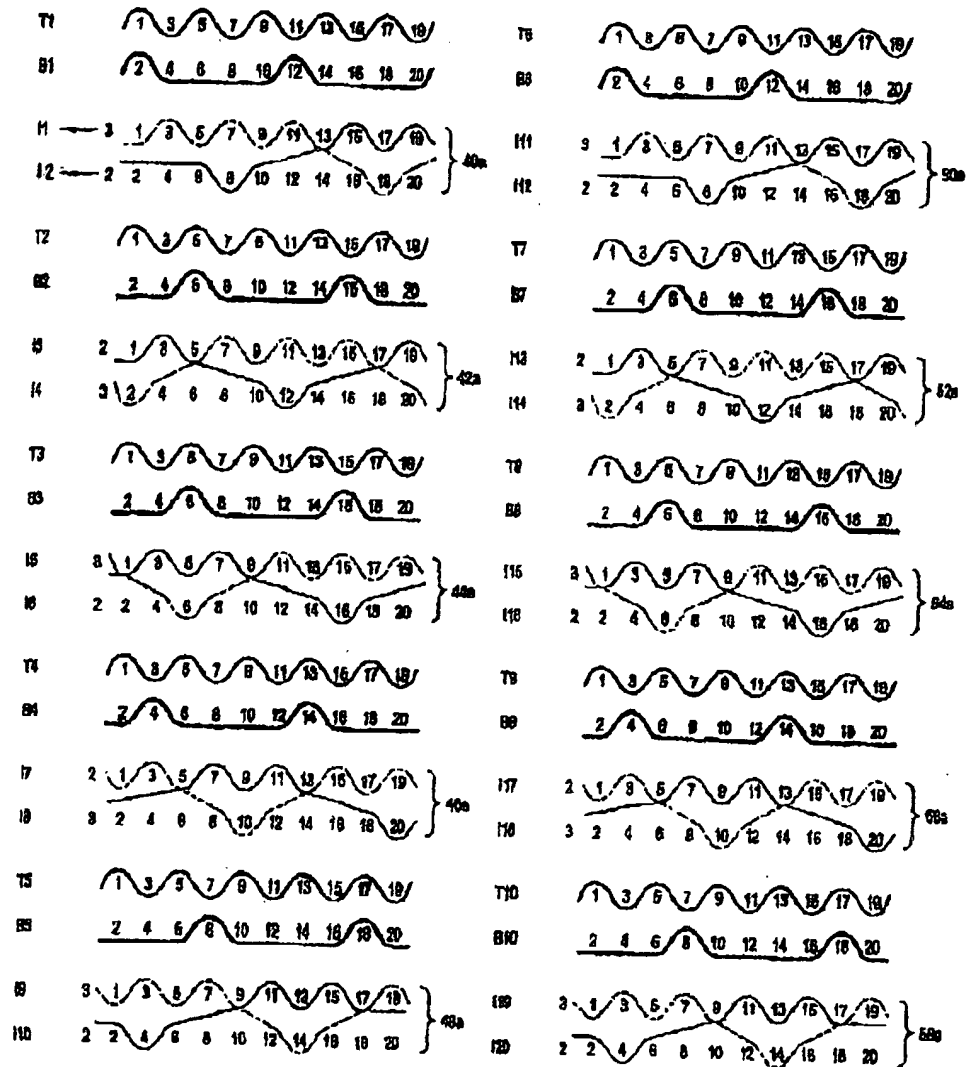 T1 1 3 5 7 9 11 13 15 17 19
B1 2 4 6 8 10 12 14 16 18 20
I1 3 1 3 5 7 9 11 13 15 17 19
40a
I2 2 2 4 6 8 10 12 14 16 18 20
T2 1 3 5 7 9 11 13 15 17 19
B2 2 4 6 8 10 12 14 16 18 20
I3 2 1 3 5 7 9 11 13 15 17 19
42a
I4 3 2 4 6 8 10 12 14 16 18 20
T3 1 3 5 7 9 11 13 15 17 19
B3 2 4 6 8 10 12 14 16 18 20
I5 3 1 3 5 7 9 11 13 15 17 19
44a
I6 2 2 4 6 8 10 12 14 16 18 20
T4 1 3 5 7 9 11 13 15 17 19
B4 2 4 6 8 10 12 14 16 18 20
I7 2 1 3 5 7 9 11 13 15 17 19
46a
I8 3 2 4 6 8 10 12 14 16 18 20
T5 1 3 5 7 9 11 13 15 17 19
B5 2 4 6 8 10 12 14 16 18 20
I9 3 1 3 5 7 9 11 13 15 17 19
48a
I10 2 2 4 6 8 10 12 14 16 18 20
T6 1 3 5 7 9 11 13 15 17 19
B6 2 4 6 8 10 12 14 16 18 20
I11 3 1 3 5 7 9 11 13 15 17 19
50a
I12 2 2 4 6 8 10 12 14 16 18 20
T7 1 3 5 7 9 11 13 15 17 19
B7 2 4 6 8 10 12 14 16 18 20
I13 2 1 3 5 7 9 11 13 15 17 19
52a
I14 3 2 4 6 8 10 12 14 16 18 20
T8 1 3 5 7 9 11 13 15 17 19
B8 2 4 6 8 10 12 14 16 18 20
I15 3 1 3 5 7 9 11 13 15 17 19
54a
I16 2 2 4 6 8 10 12 14 16 18 20
T9 1 3 5 7 9 11 13 15 17 19
B9 2 4 6 8 10 12 14 16 18 20
I17 2 1 3 5 7 9 11 13 15 17 19
56a
I18 3 2 4 6 8 10 12 14 16 18 20
T10 1 3 5 7 9 11 13 15 17 19
B10 2 4 6 8 10 12 14 16 18 20
I19 3 1 3 5 7 9 11 13 15 17 19
58a
I20 2 2 4 6 8 10 12 14 16 18 20